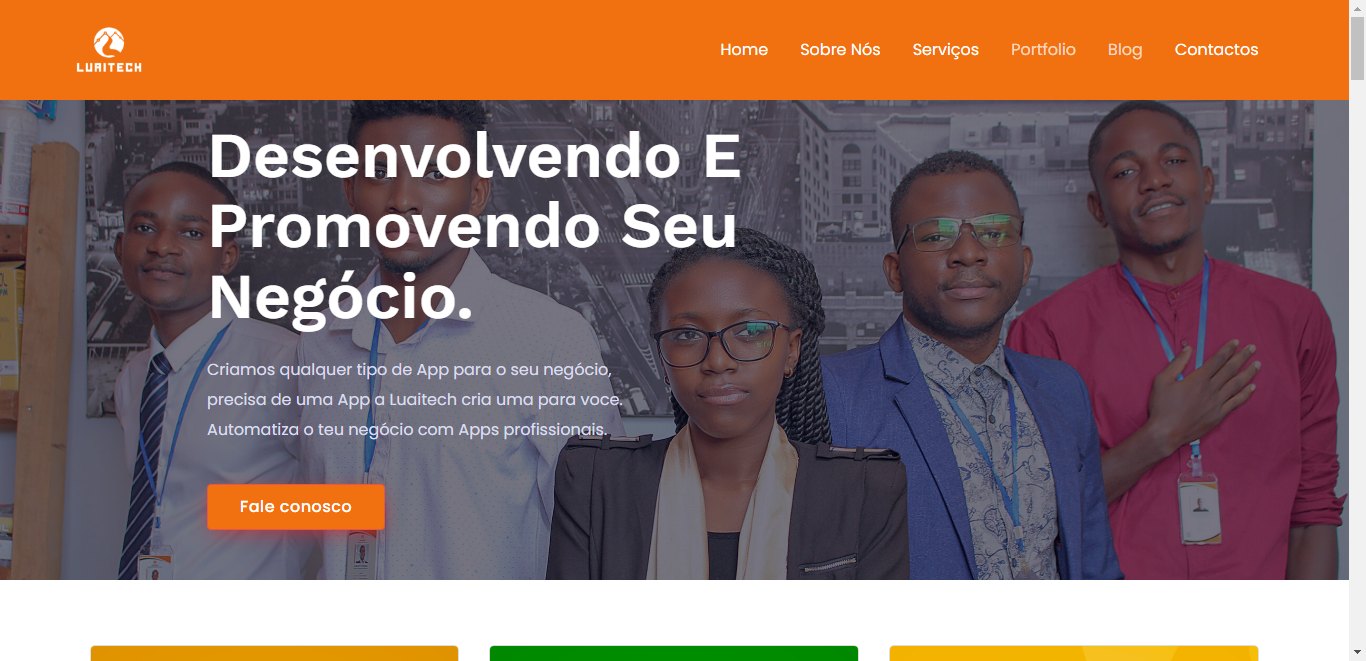 LUAITECH
Home Sobre Nós Serviços Portfolio Blog Contactos
Desenvolvendo E
Promovendo Seu
Negócio.
Criamos qualquer tipo de App para o seu negócio,
precisa de uma App a Luaitech cria uma para voce.
Automatiza o teu negócio com Apps profissionais.
Fale conosco